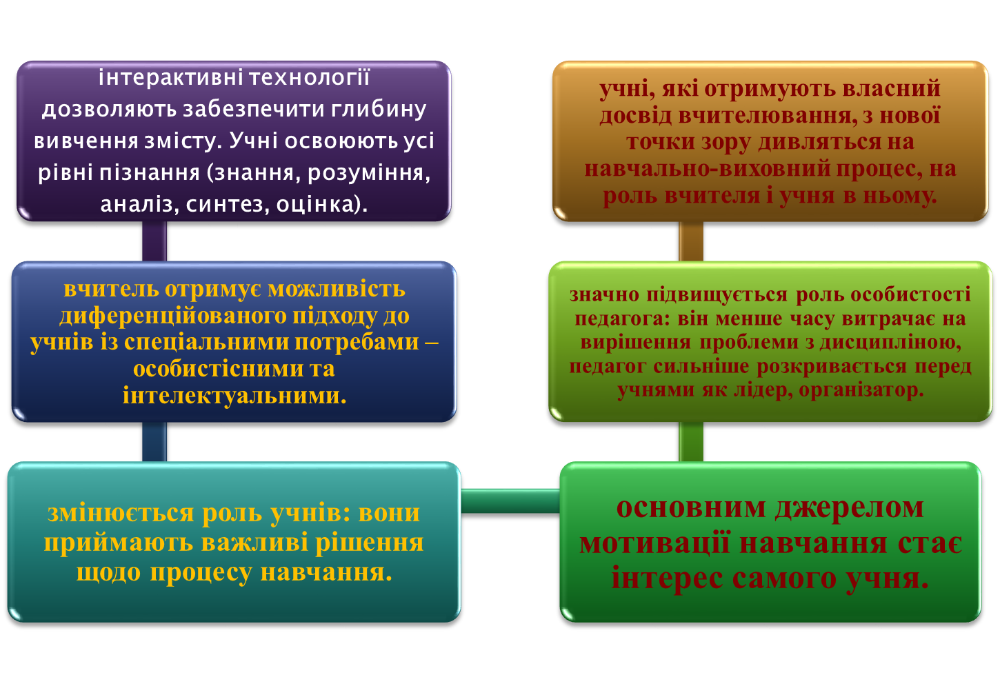 інтерактивні технології
дозволяють забезпечити глибину
вивчення змісту. Учні освоюють усі
рівні пізнання (знання, розуміння,
аналіз, синтез, оцінка).
вчитель отримує можливість
диференційованого підходу до
учнів із спеціальними потребами –
особистісними та
інтелектуальними.
змінюється роль учнів: вони
приймають важливі рішення
щодо процесу навчання.
основним джерелом
мотивації навчання стає
інтерес самого учня.
значно підвищується роль особистості
педагога: він менше часу витрачає на
вирішення проблеми з дисципліною,
педагог сильніше розкривається перед
учнями як лідер, організатор.
учні, які отримують власний
досвід вчителювання, з нової
точки зору дивляться на
навчально-виховний процес, на
роль вчителя і учня в ньому.